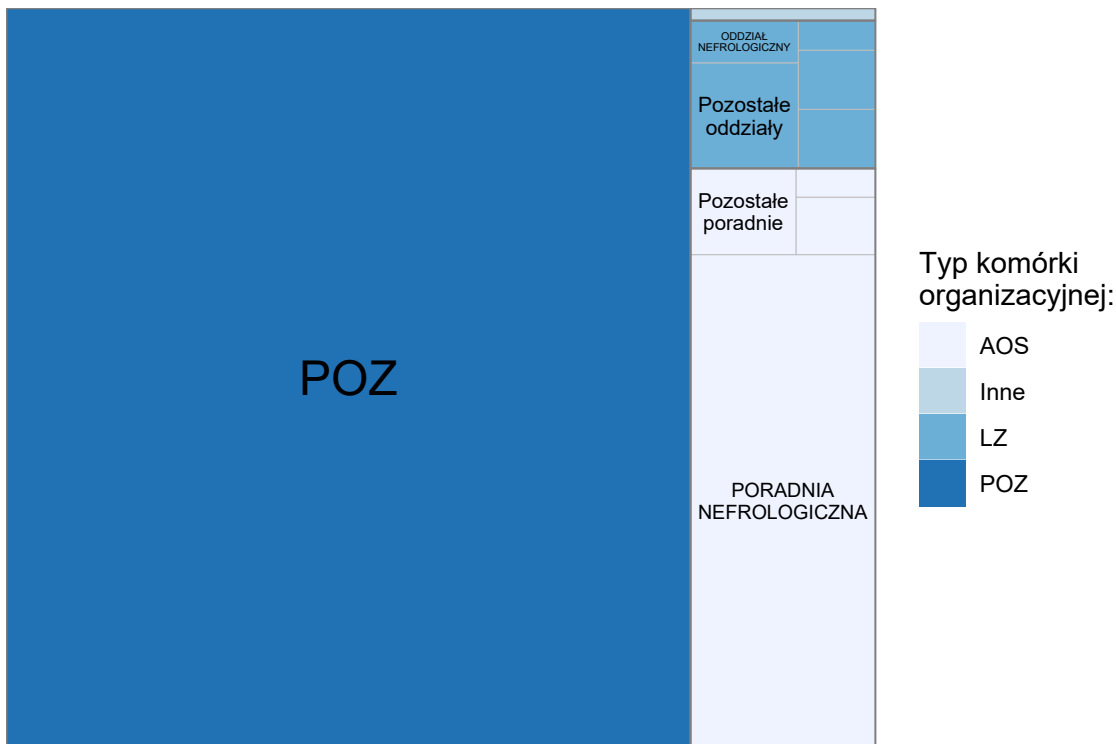 ODDZIAŁ
NEFROLOGICZNY
Pozostałe
oddziały
Pozostałe
poradnie
POZ
PORADNIA
NEFROLOGICZNA
Typ komórki
organizacyjnej:
AOS
Inne
LZ
POZ